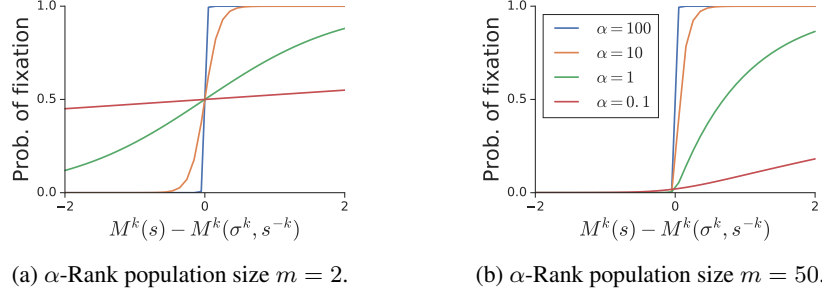 Prob. of fixation
1.0
0.5
0.0
−2
0
2
M^k(s) − M^k(σ^k, s^{−k})
(a) α-Rank population size m = 2.
Prob. of fixation
1.0
0.5
0.0
α = 100
α = 10
α = 1
α = 0.1
−2
0
2
M^k(s) − M^k(σ^k, s^{−k})
(b) α-Rank population size m = 50.